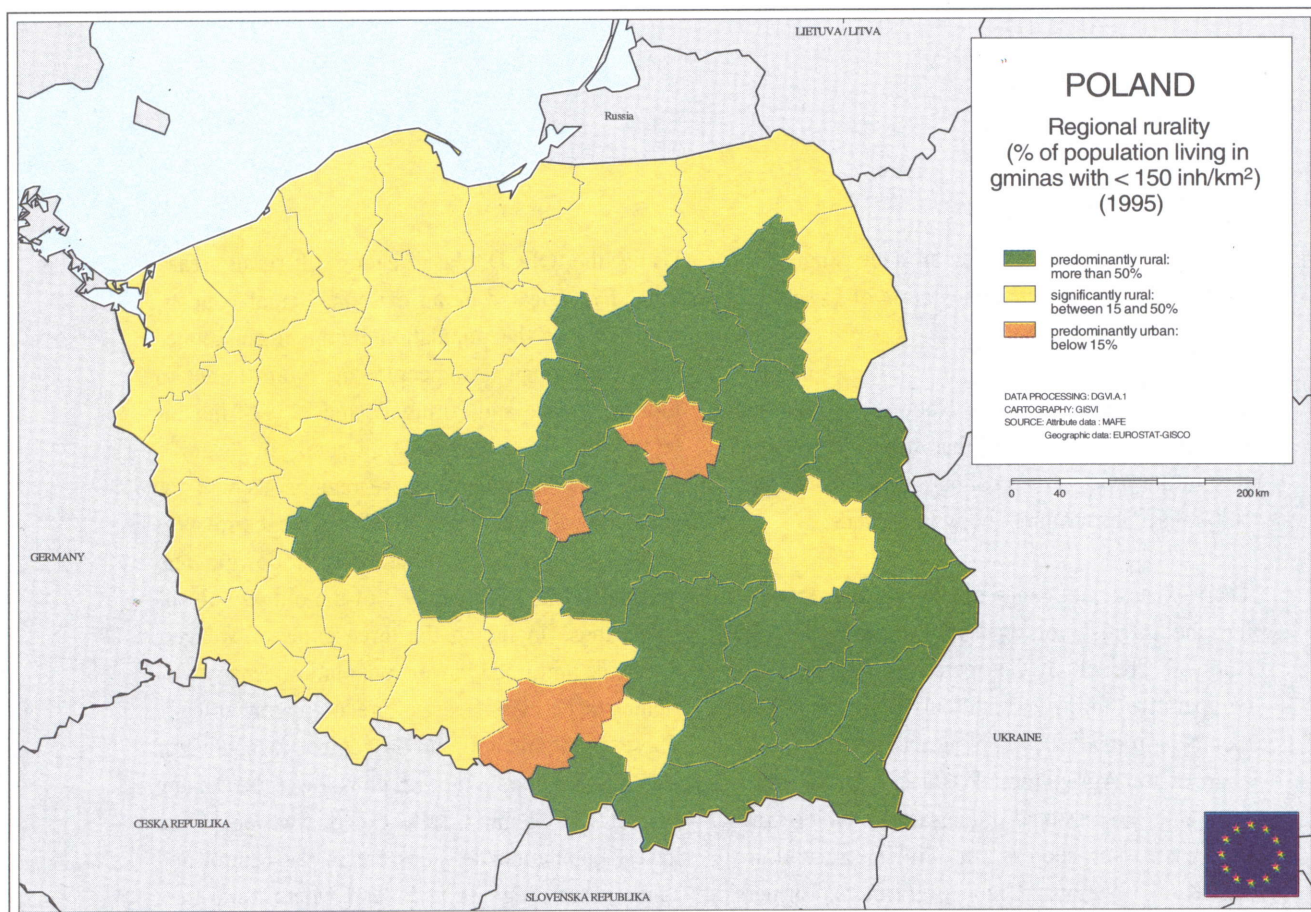 LIETUVA / LITVA
Russia
POLAND
Regional rurality
(% of population living in
gminas with < 150 inh/km²)
(1995)
predominantly rural:
more than 50%
significantly rural:
between 15 and 50%
predominantly urban:
below 15%
DATA PROCESSING: DGVI.A.1
CARTOGRAPHY: GISVI
SOURCE: Attribute data : MAFE
Geographic data: EUROSTAT-GISCO
0 40 200 km
GERMANY
UKRAINE
CESKA REPUBLIKA
SLOVENSKA REPUBLIKA